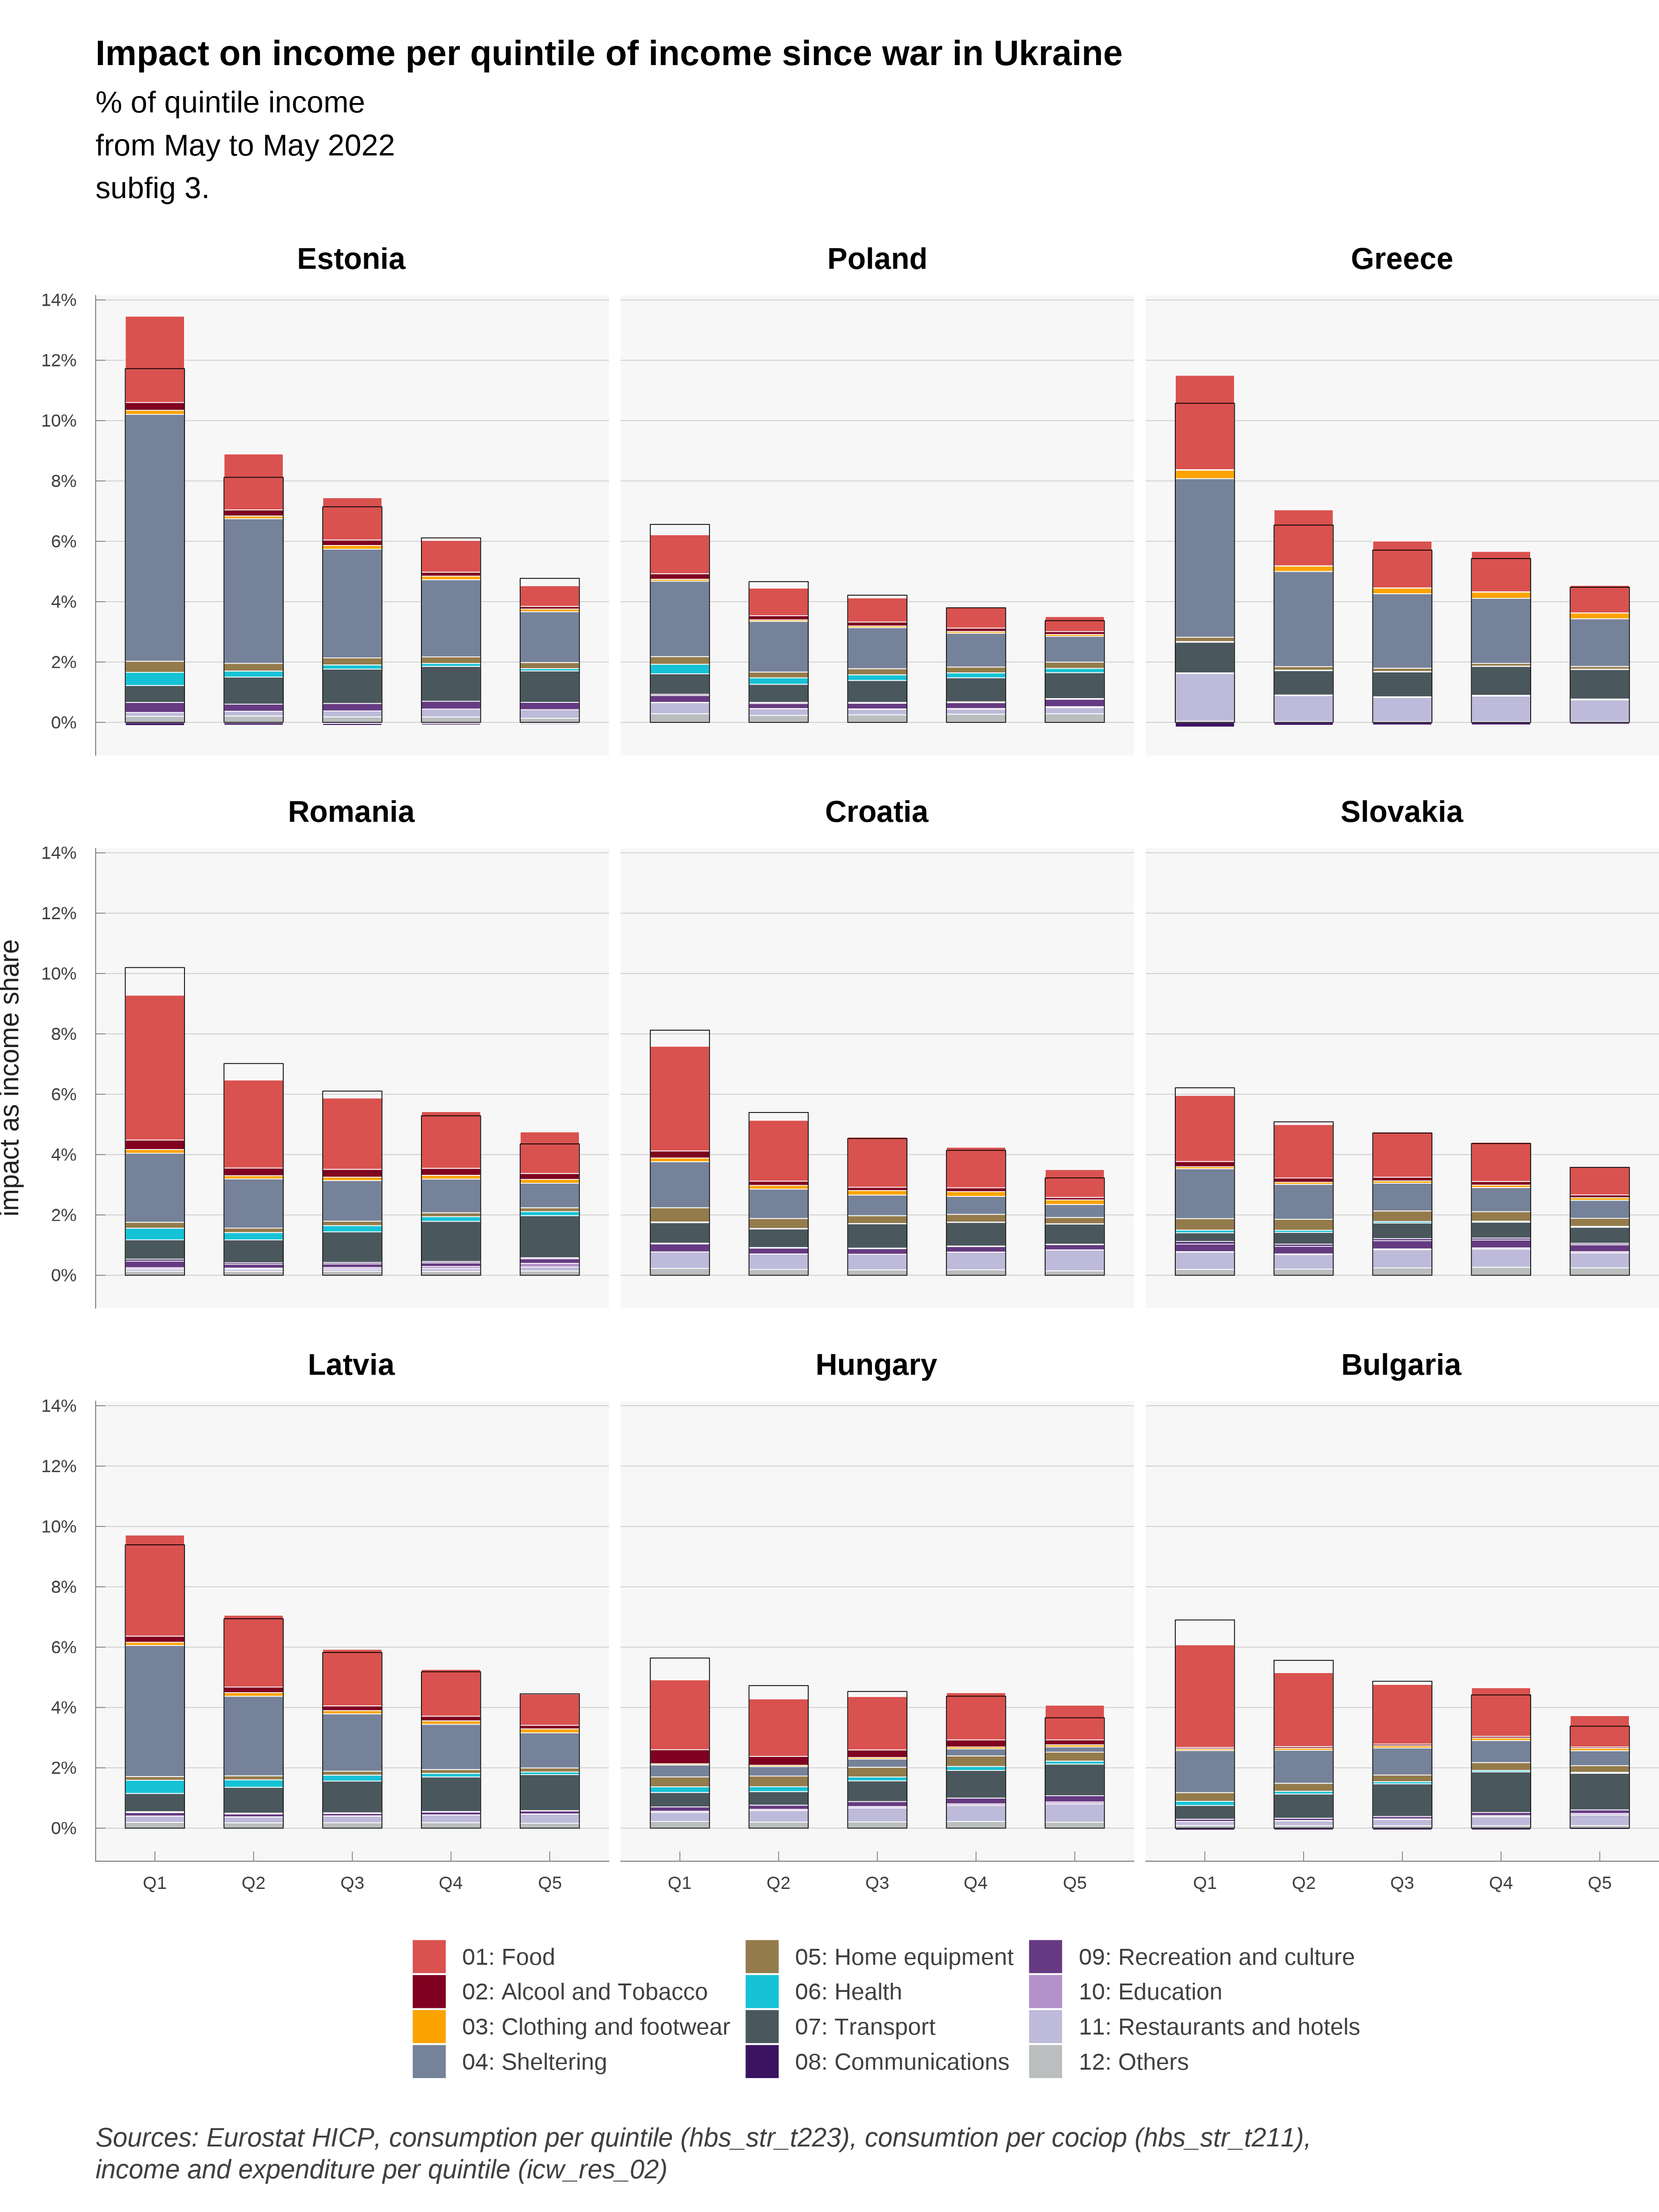 Impact on income per quintile of income since war in Ukraine
% of quintile income
from May to May 2022
subfig 3.
Estonia
Poland
Greece
14%
12%
10%
8%
6%
4%
2%
0%
Romania
Croatia
Slovakia
14%
12%
10%
8%
6%
4%
2%
0%
impact as income share
Latvia
Hungary
Bulgaria
14%
12%
10%
8%
6%
4%
2%
0%
Q1 Q2 Q3 Q4 Q5
Q1 Q2 Q3 Q4 Q5
Q1 Q2 Q3 Q4 Q5
01: Food
02: Alcool and Tobacco
03: Clothing and footwear
04: Sheltering
05: Home equipment
06: Health
07: Transport
08: Communications
09: Recreation and culture
10: Education
11: Restaurants and hotels
12: Others
Sources: Eurostat HICP, consumption per quintile (hbs_str_t223), consumtion per cociop (hbs_str_t211),
income and expenditure per quintile (icw_res_02)